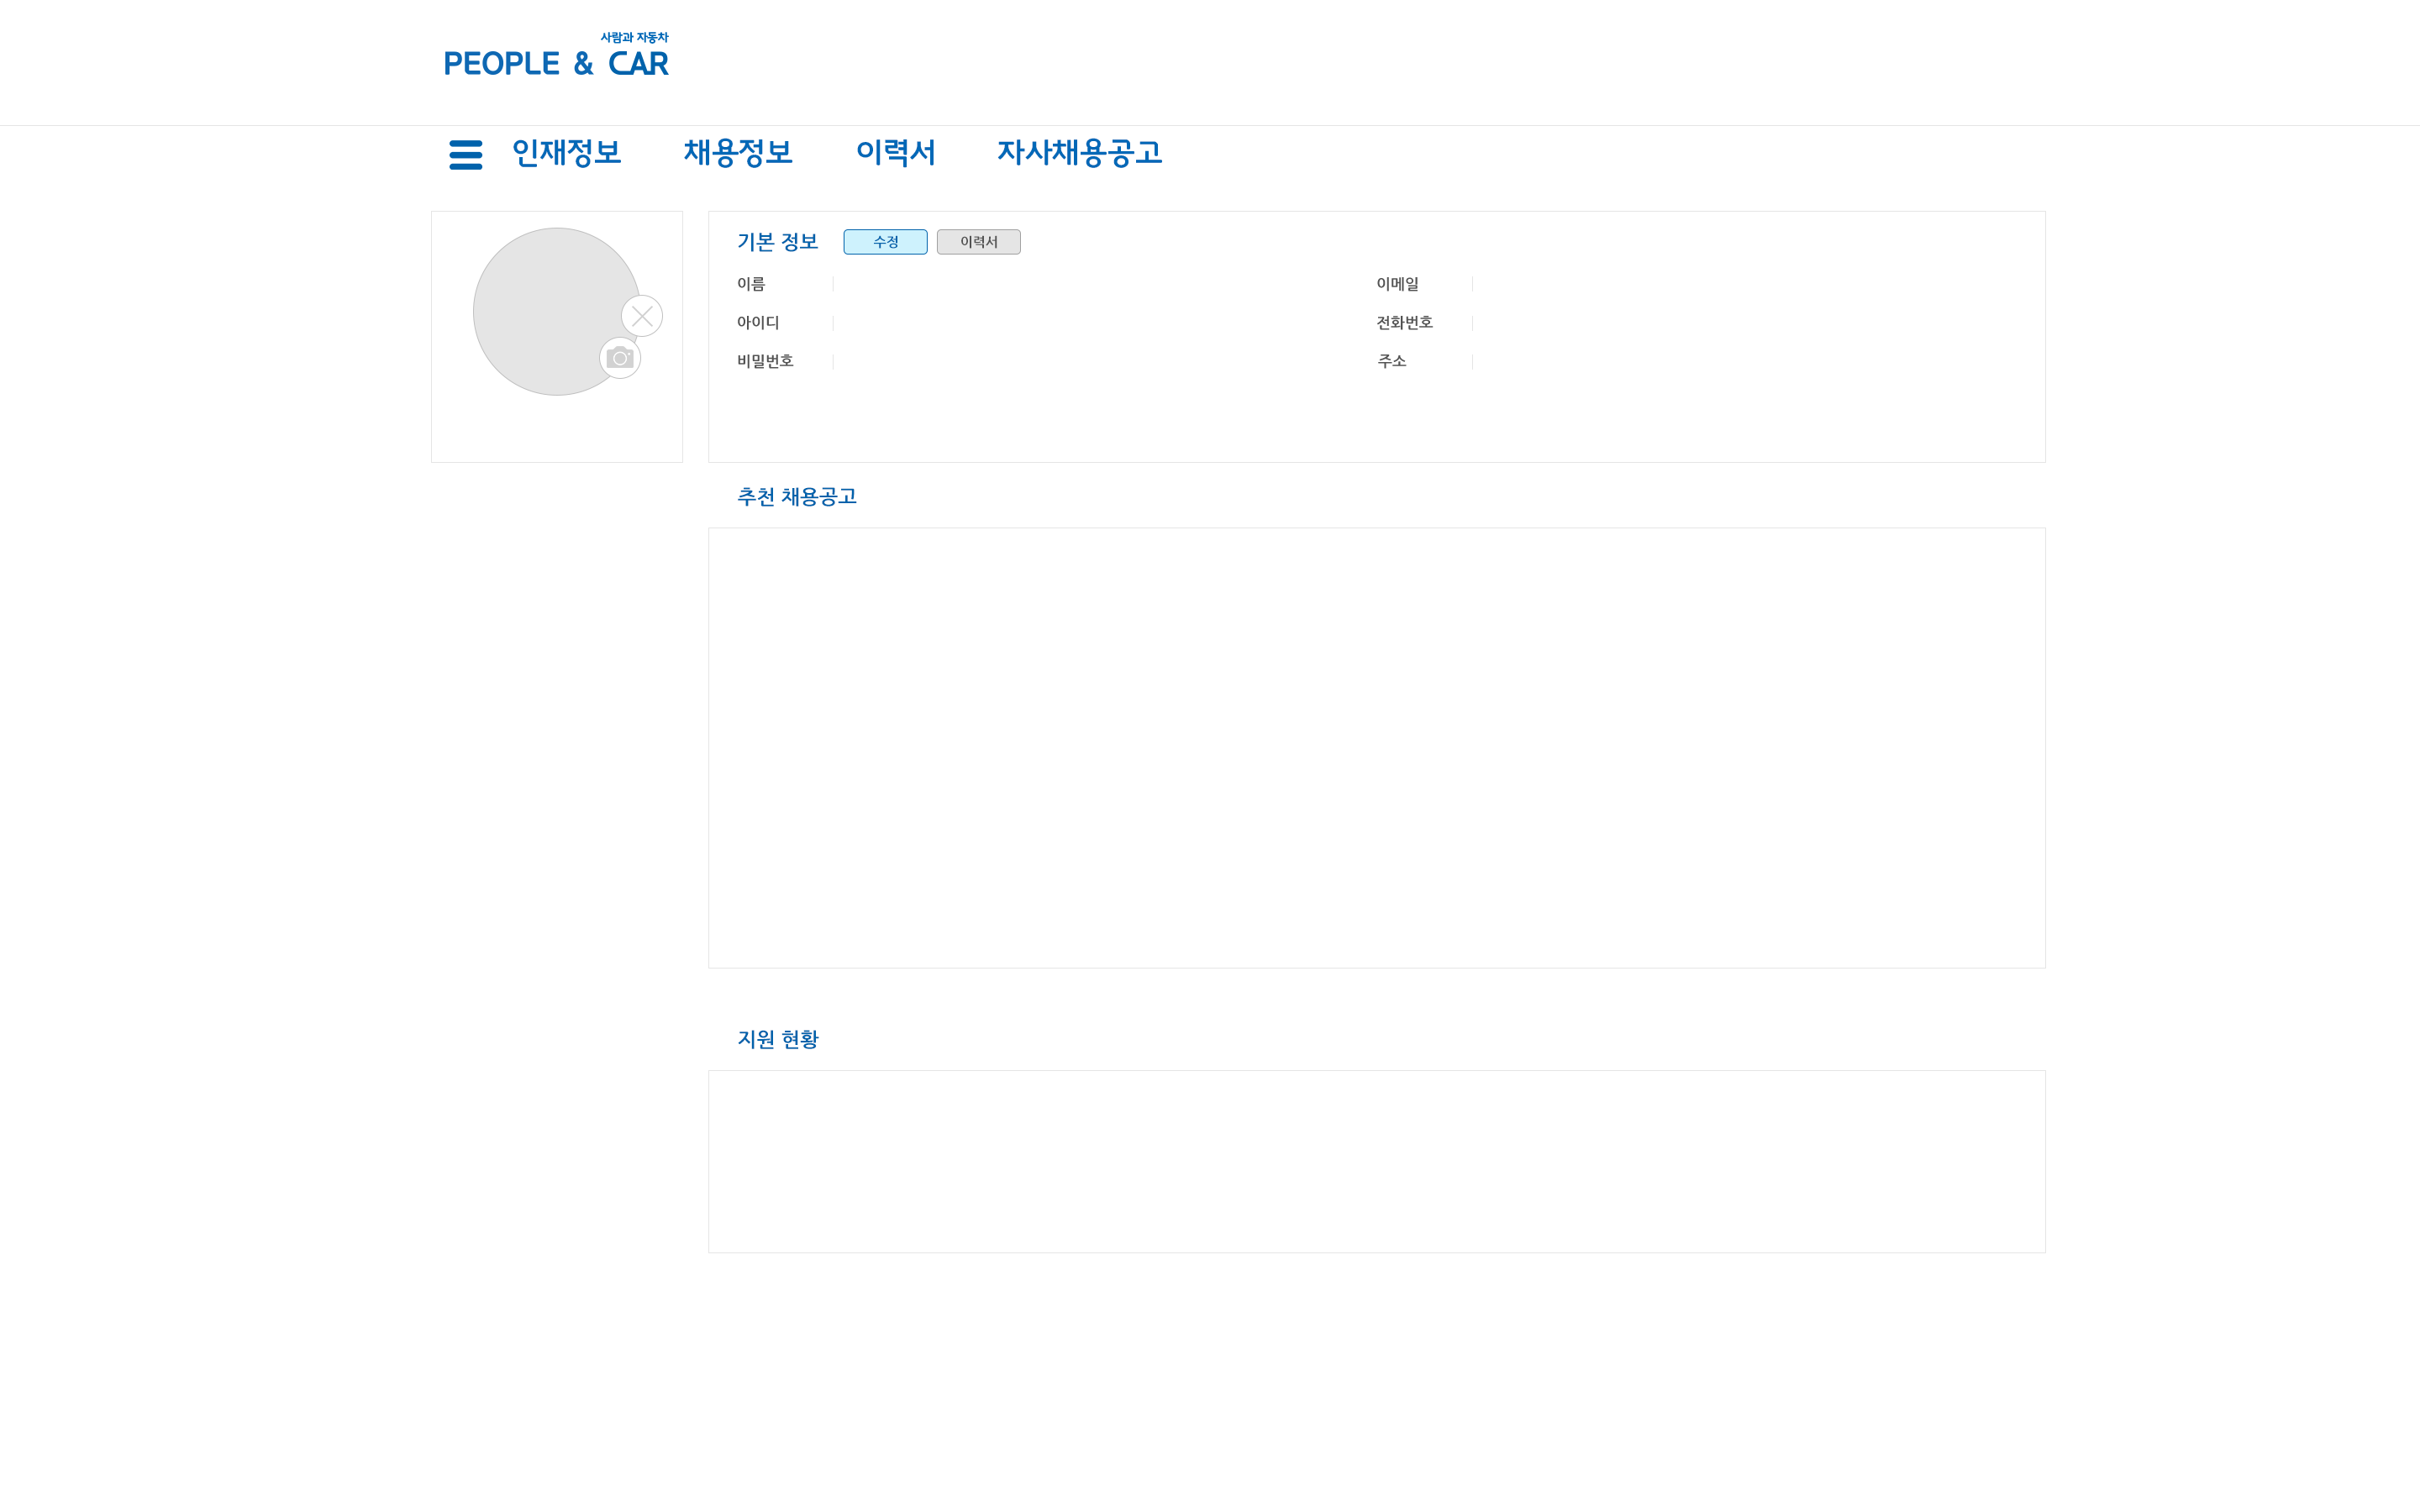 사람과 자동차
PEOPLE & CAR
인재정보 채용정보 이력서 자사채용공고
기본 정보 수정 이력서
이름 이메일
아이디 전화번호
비밀번호 주소
추천 채용공고
지원 현황